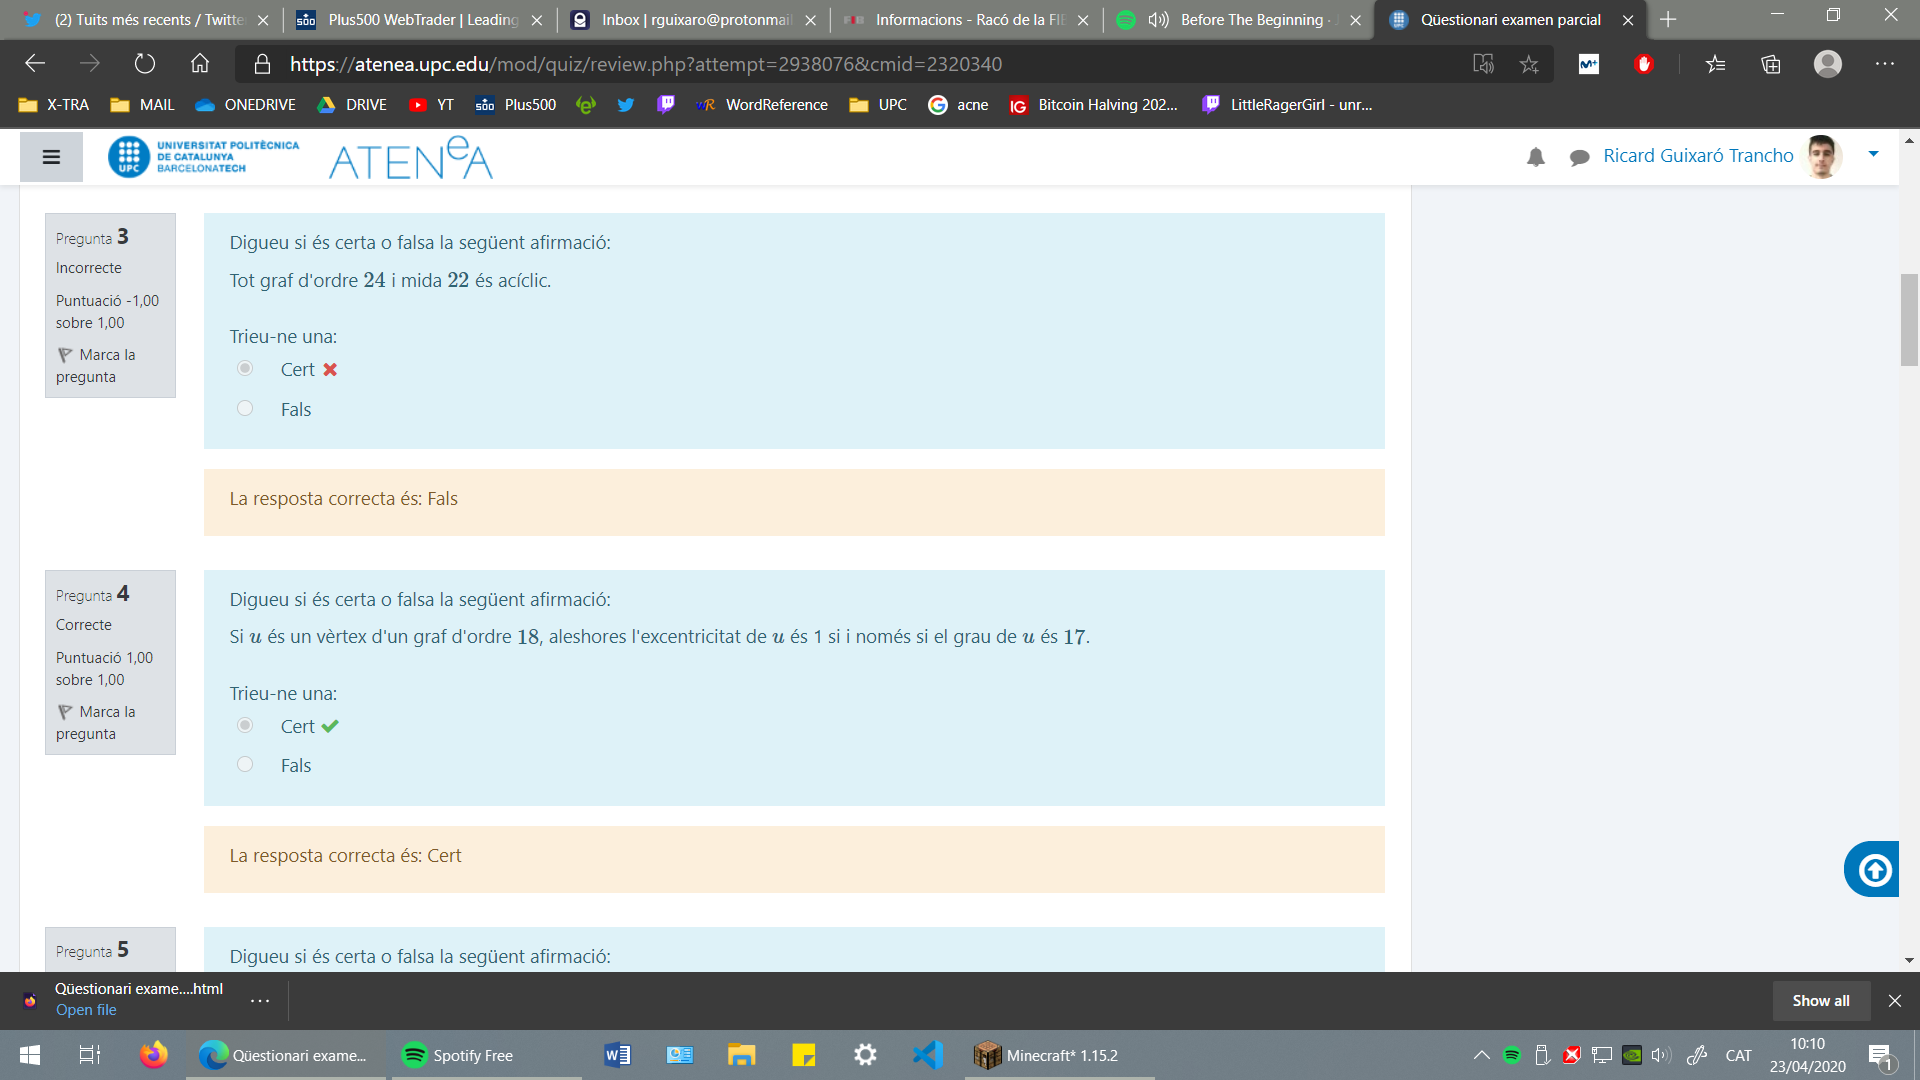 (2) Tuits més recents / Twitte
Plus500 WebTrader | Leading
Inbox | rguixaro@protonmail
Informacions - Racó de la FIB
Before The Beginning ·
Qüestionari examen parcial
https://atenea.upc.edu/mod/quiz/review.php?attempt=2938076&cmid=2320340
X-TRA MAIL ONEDRIVE DRIVE YT Plus500 WordReference UPC acne Bitcoin Halving 202... LittleRagerGirl - unr...
UPC
UNIVERSITAT POLITÈCNICA
DE CATALUNYA
BARCELONATECH
ATENeA
Ricard Guixaró Trancho
Pregunta 3
Incorrecte
Puntuació -1,00
sobre 1,00
Marca la
pregunta
Digueu si és certa o falsa la següent afirmació:
Tot graf d'ordre 24 i mida 22 és acíclic.
Trieu-ne una:
Cert
Fals
La resposta correcta és: Fals
Pregunta 4
Correcte
Puntuació 1,00
sobre 1,00
Marca la
pregunta
Digueu si és certa o falsa la següent afirmació:
Si u és un vèrtex d'un graf d'ordre 18, aleshores l'excentricitat de u és 1 si i només si el grau de u és 17.
Trieu-ne una:
Cert
Fals
La resposta correcta és: Cert
Pregunta 5
Digueu si és certa o falsa la següent afirmació:
Qüestionari exame....html
Open file
Show all
Qüestionari exame...
Spotify Free
Minecraft* 1.15.2
CAT
10:10
23/04/2020
1